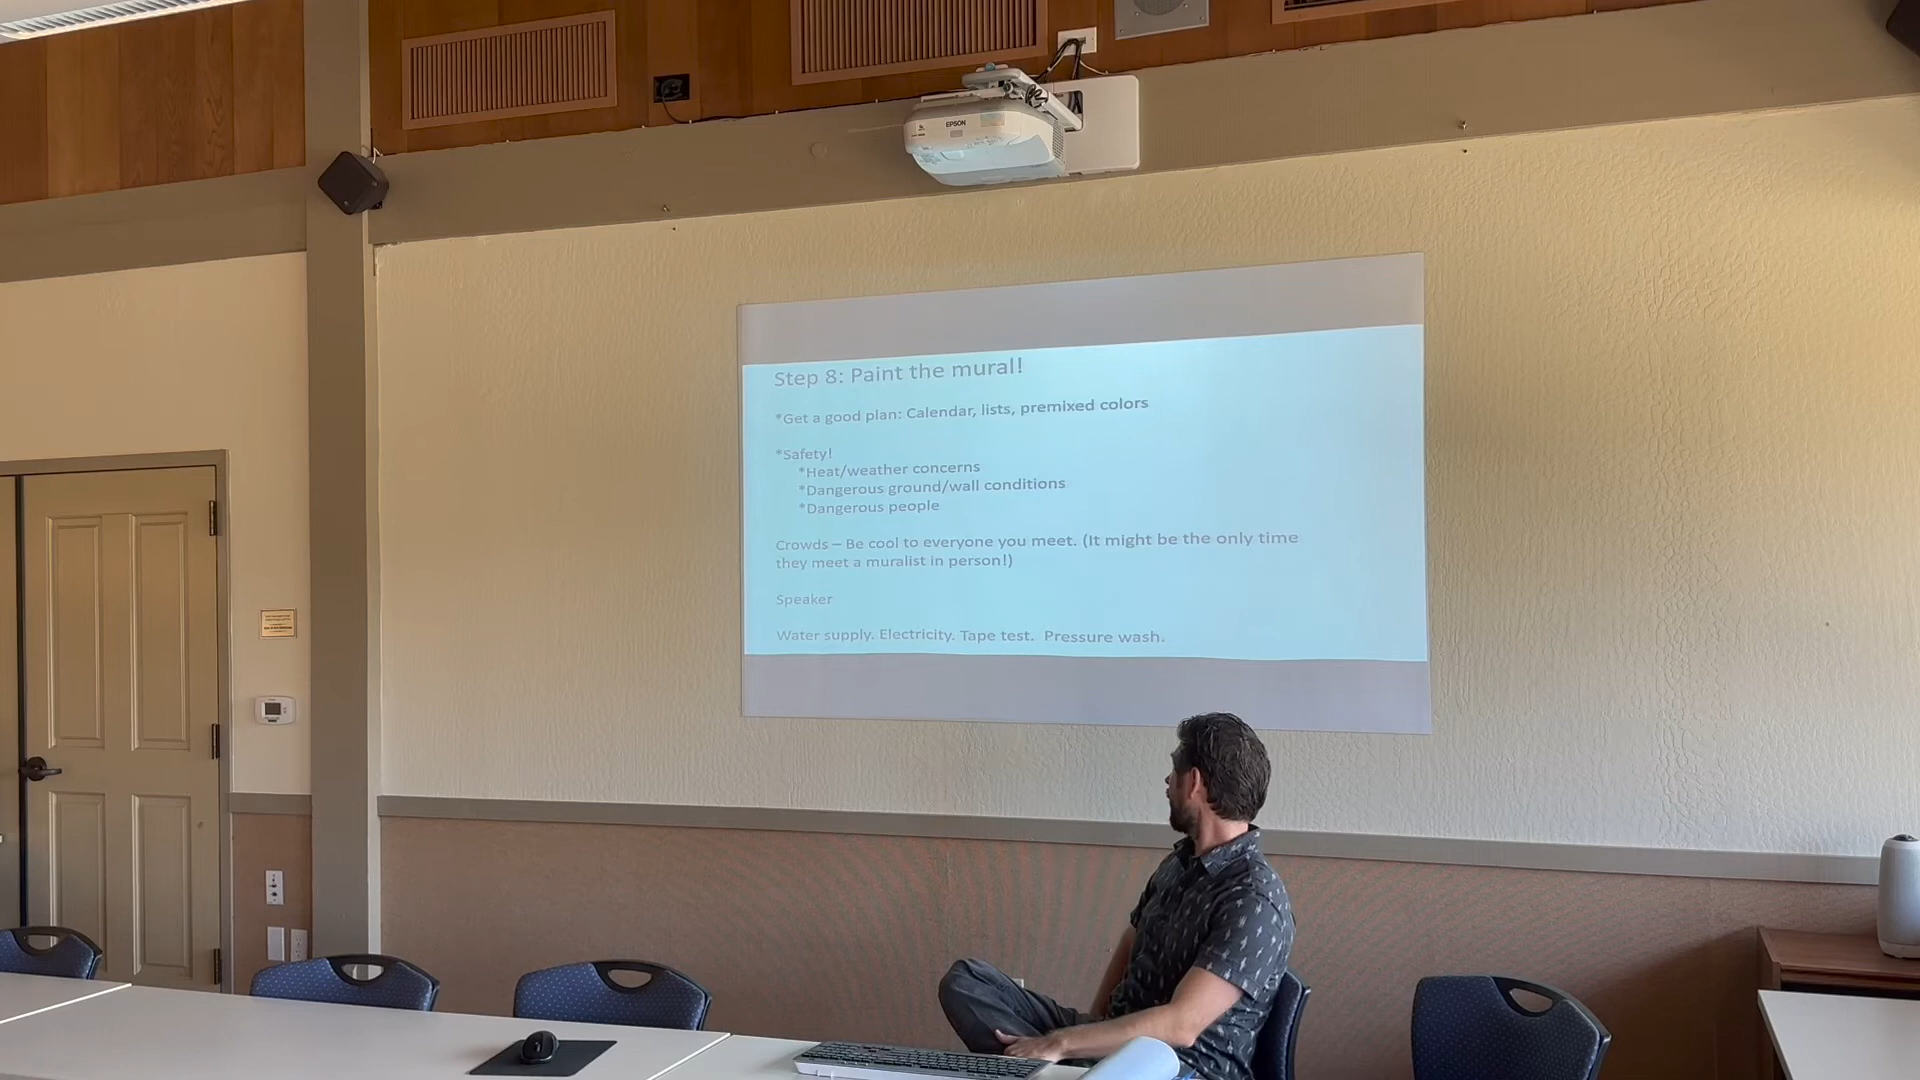 EPSON
Step 8: Paint the mural!
*Get a good plan: Calendar, lists, premixed colors
*Safety!
*Heat/weather concerns
*Dangerous ground/wall conditions
*Dangerous people
Crowds – Be cool to everyone you meet. (It might be the only time
they meet a muralist in person!)
Speaker
Water supply. Electricity. Tape test.  Pressure wash.